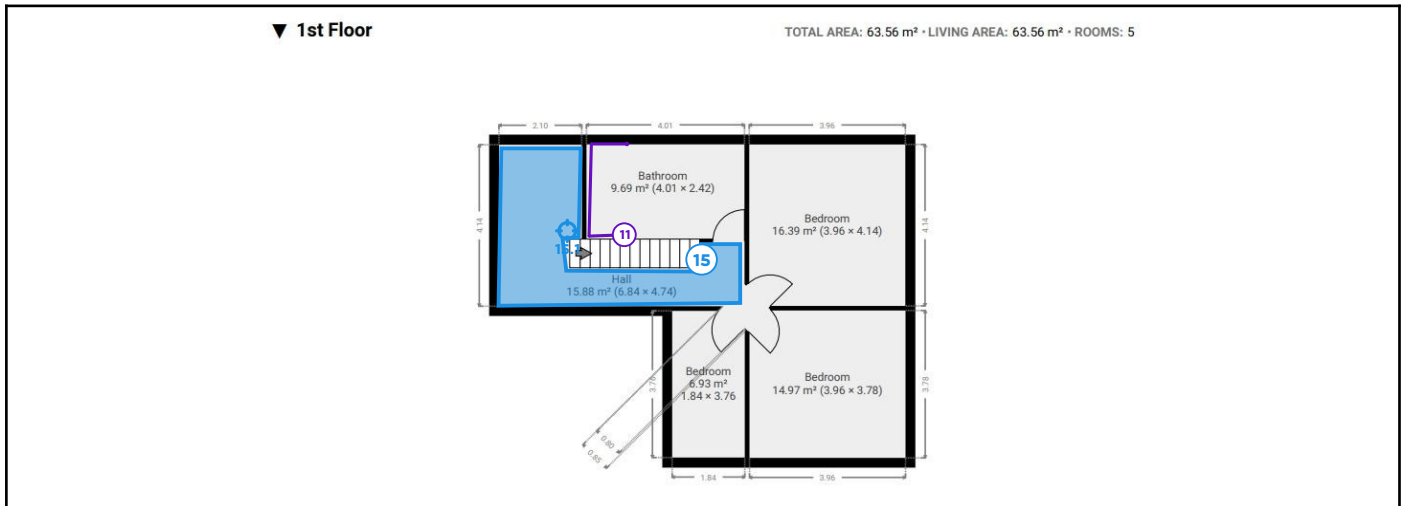 ▼ 1st Floor
TOTAL AREA: 63.56 m² • LIVING AREA: 63.56 m² • ROOMS: 5
2.10
4.01
3.96
Bathroom
9.69 m² (4.01 × 2.42)
Bedroom
16.39 m² (3.96 × 4.14)
4.14
4.14
11
15
Hall
15.88 m² (6.84 × 4.74)
Bedroom
6.93 m²
1.84 × 3.76
Bedroom
14.97 m² (3.96 × 3.78)
3.76
3.78
0.80
0.85
1.84
3.96